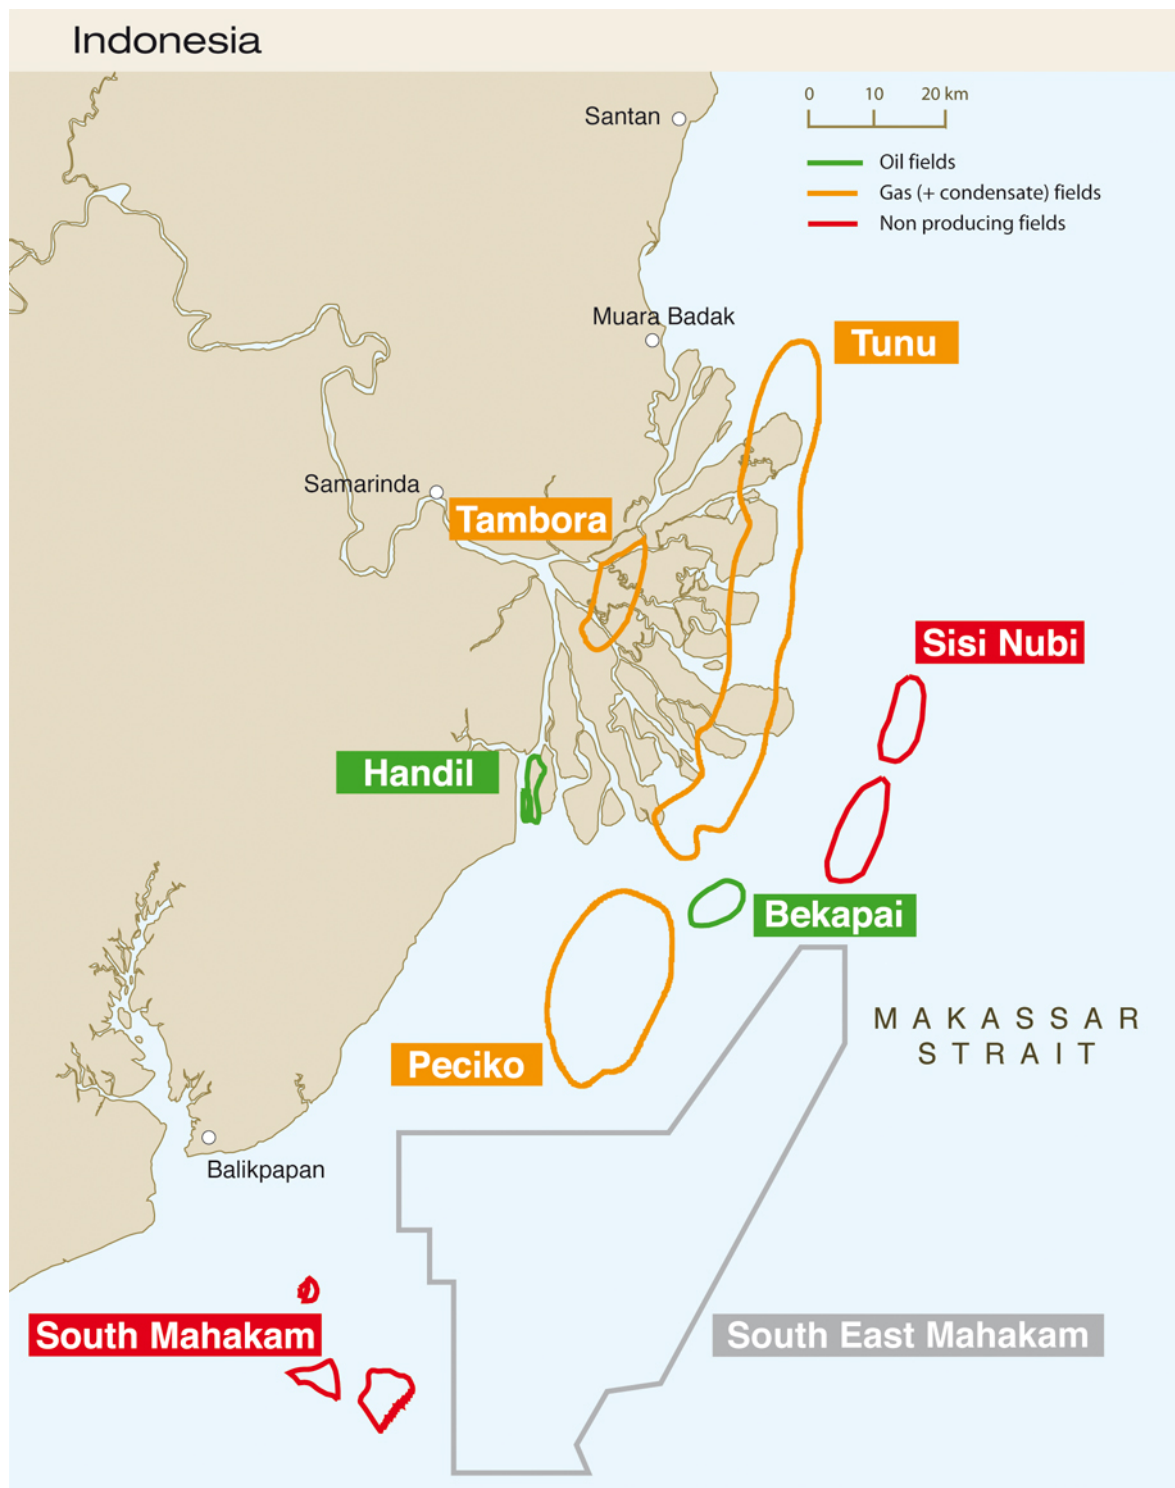 Indonesia
Santan
0 10 20 km
Oil fields
Gas (+ condensate) fields
Non producing fields
Muara Badak
Tunu
Samarinda
Tambora
Sisi Nubi
Handil
Bekapai
MAKASSAR
STRAIT
Peciko
Balikpapan
South Mahakam
South East Mahakam